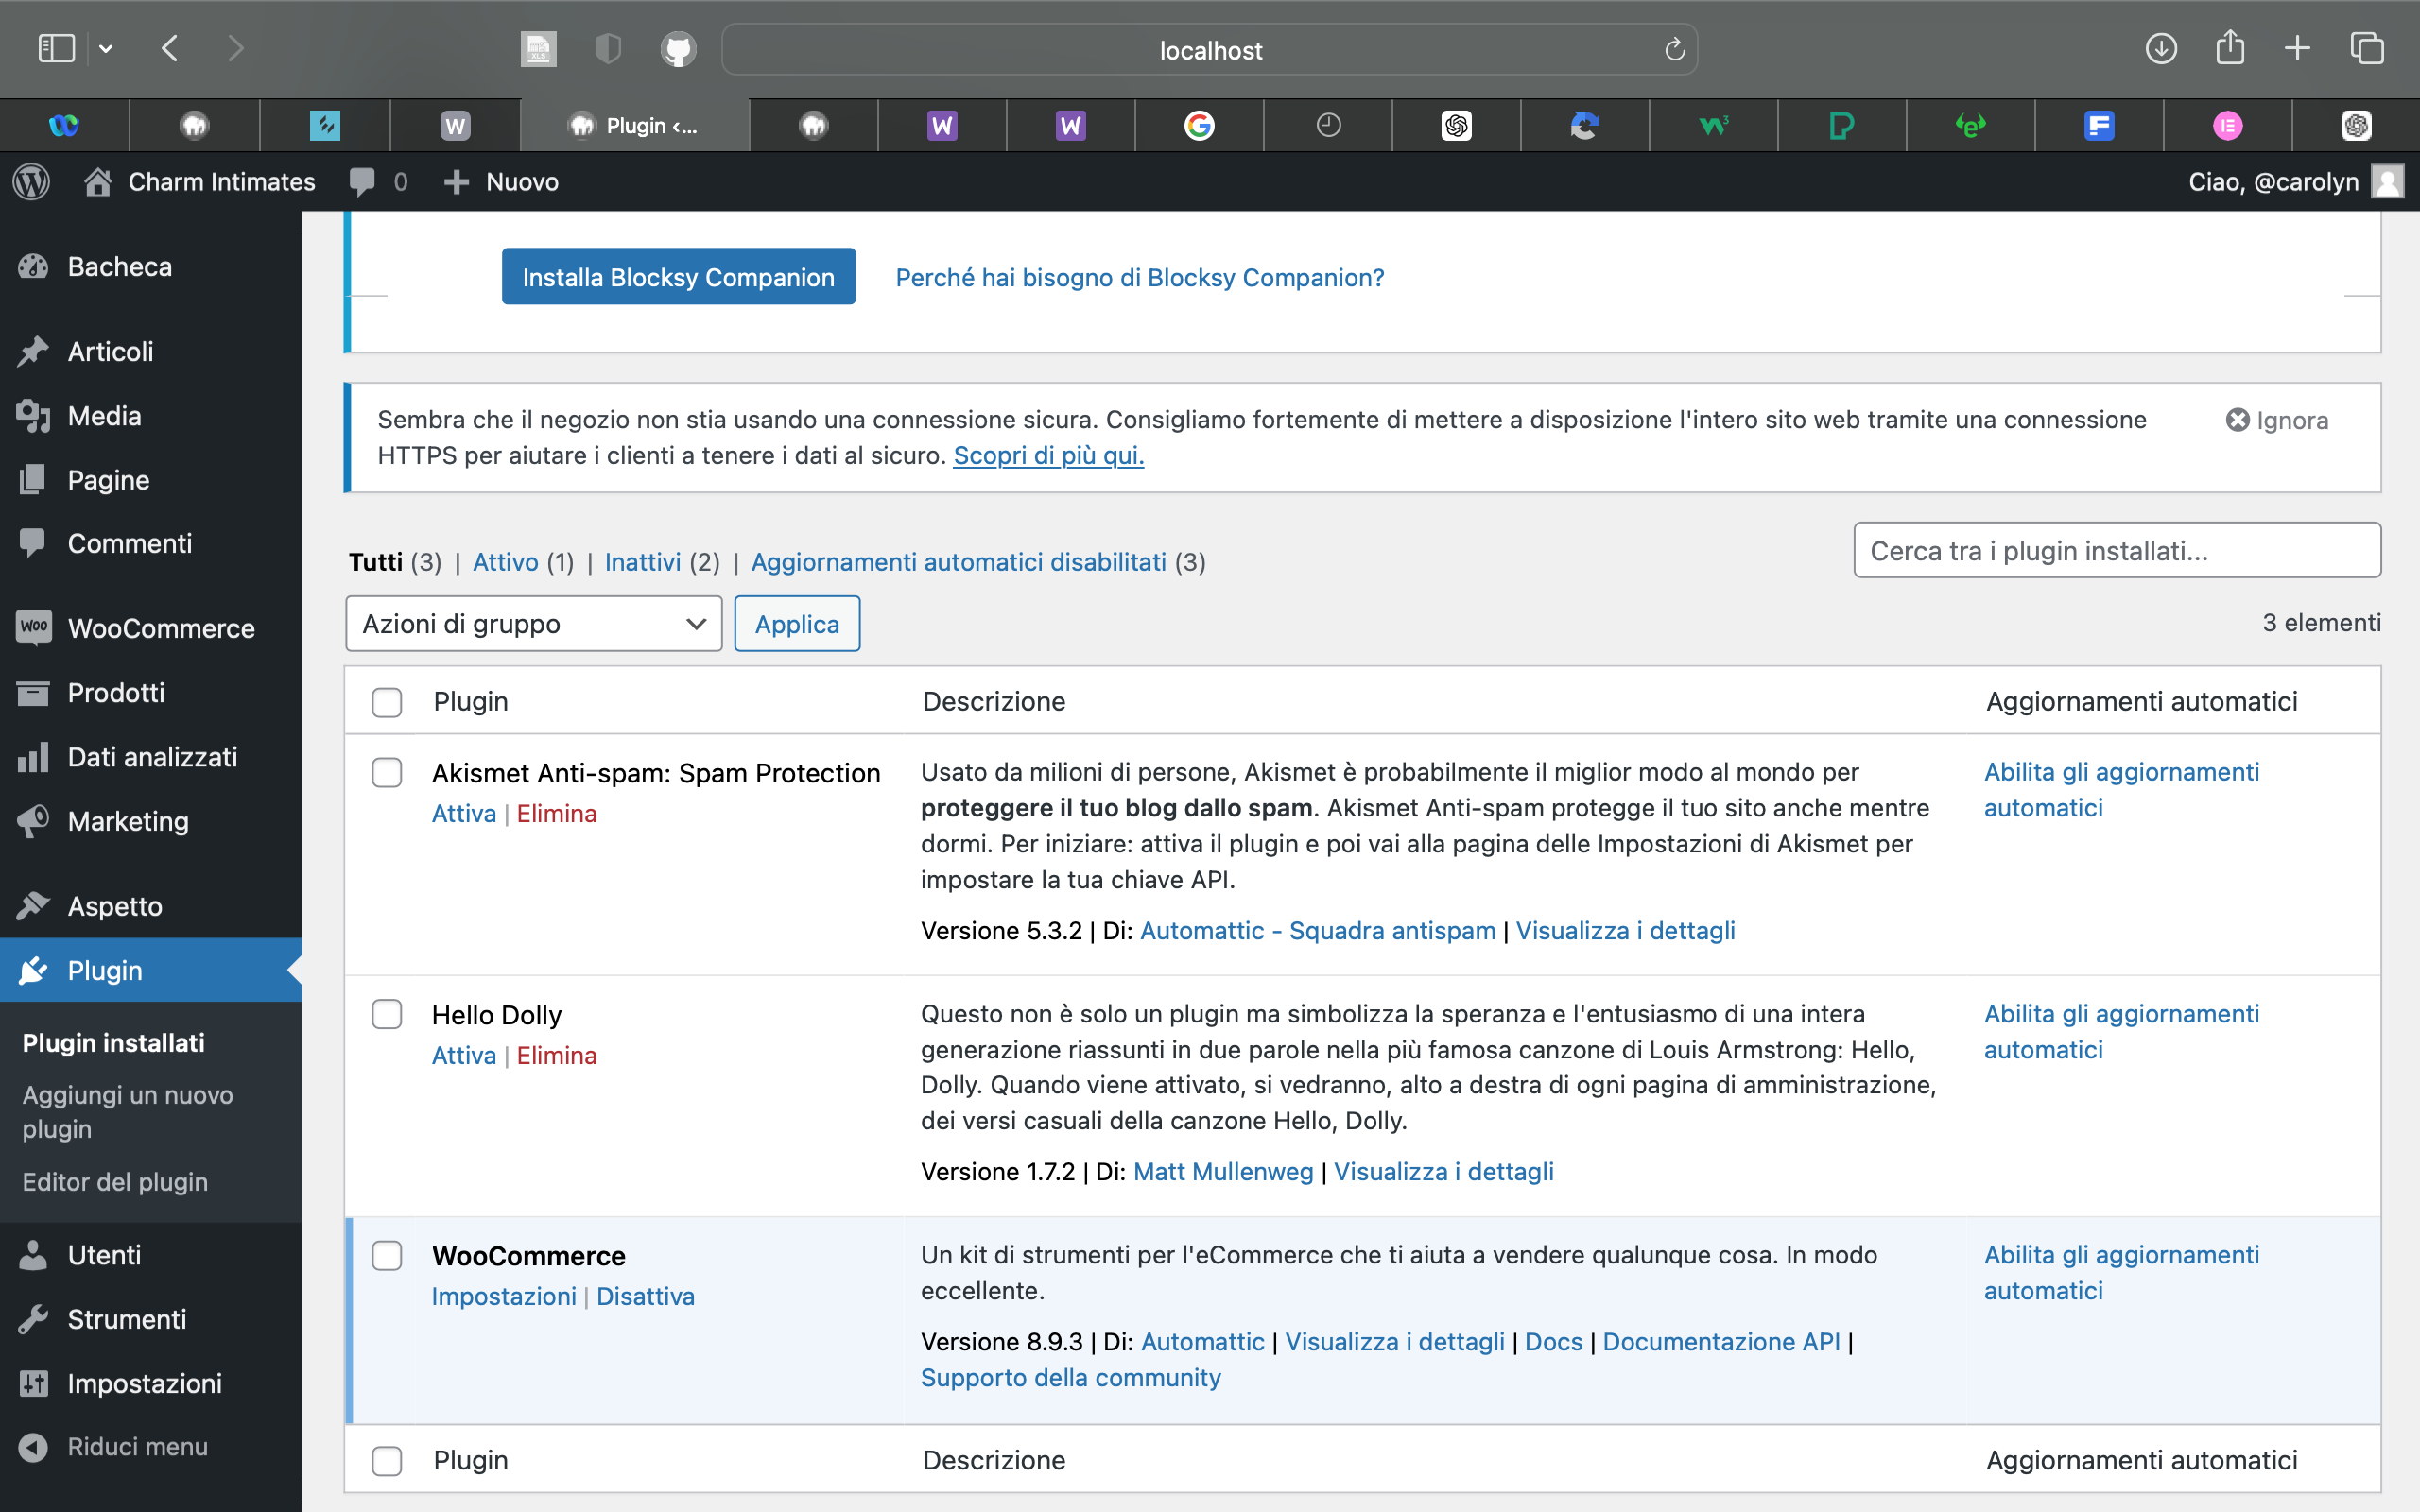 localhost
Plugin <...
Charm Intimates
0
Nuovo
Ciao, @carolyn
Bacheca
Articoli
Media
Pagine
Commenti
WooCommerce
Prodotti
Dati analizzati
Marketing
Aspetto
Plugin
Plugin installati
Aggiungi un nuovo
plugin
Editor del plugin
Utenti
Strumenti
Impostazioni
Riduci menu
Installa Blocksy Companion
Perché hai bisogno di Blocksy Companion?
Sembra che il negozio non stia usando una connessione sicura. Consigliamo fortemente di mettere a disposizione l'intero sito web tramite una connessione
HTTPS per aiutare i clienti a tenere i dati al sicuro. Scopri di più qui.
Ignora
Tutti (3) | Attivo (1) | Inattivi (2) | Aggiornamenti automatici disabilitati (3)
Cerca tra i plugin installati...
Azioni di gruppo
Applica
3 elementi
Plugin
Descrizione
Aggiornamenti automatici
Akismet Anti-spam: Spam Protection
Attiva | Elimina
Usato da milioni di persone, Akismet è probabilmente il miglior modo al mondo per
proteggere il tuo blog dallo spam. Akismet Anti-spam protegge il tuo sito anche mentre
dormi. Per iniziare: attiva il plugin e poi vai alla pagina delle Impostazioni di Akismet per
impostare la tua chiave API.
Versione 5.3.2 | Di: Automattic - Squadra antispam | Visualizza i dettagli
Abilita gli aggiornamenti
automatici
Hello Dolly
Attiva | Elimina
Questo non è solo un plugin ma simbolizza la speranza e l'entusiasmo di una intera
generazione riassunti in due parole nella più famosa canzone di Louis Armstrong: Hello,
Dolly. Quando viene attivato, si vedranno, alto a destra di ogni pagina di amministrazione,
dei versi casuali della canzone Hello, Dolly.
Versione 1.7.2 | Di: Matt Mullenweg | Visualizza i dettagli
Abilita gli aggiornamenti
automatici
WooCommerce
Impostazioni | Disattiva
Un kit di strumenti per l'eCommerce che ti aiuta a vendere qualunque cosa. In modo
eccellente.
Versione 8.9.3 | Di: Automattic | Visualizza i dettagli | Docs | Documentazione API |
Supporto della community
Abilita gli aggiornamenti
automatici
Plugin
Descrizione
Aggiornamenti automatici